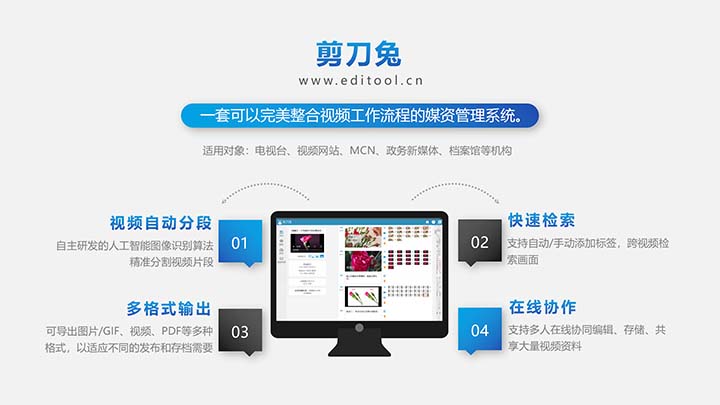 剪刀兔
www.editool.cn
一套可以完美整合视频工作流程的媒资管理系统。
适用对象：电视台、视频网站、MCN、政务新媒体、档案馆等机构
视频自动分段
自主研发的人工智能图像识别算法
精准分割视频片段
01
02
快速检索
支持自动/手动添加标签，跨视频检
索画面
多格式输出
可导出图片/GIF、视频、PDF等多种
格式，以适应不同的发布和存档需要
03
04
在线协作
支持多人在线协同编辑、存储、共
享大量视频资料
剪刀兔